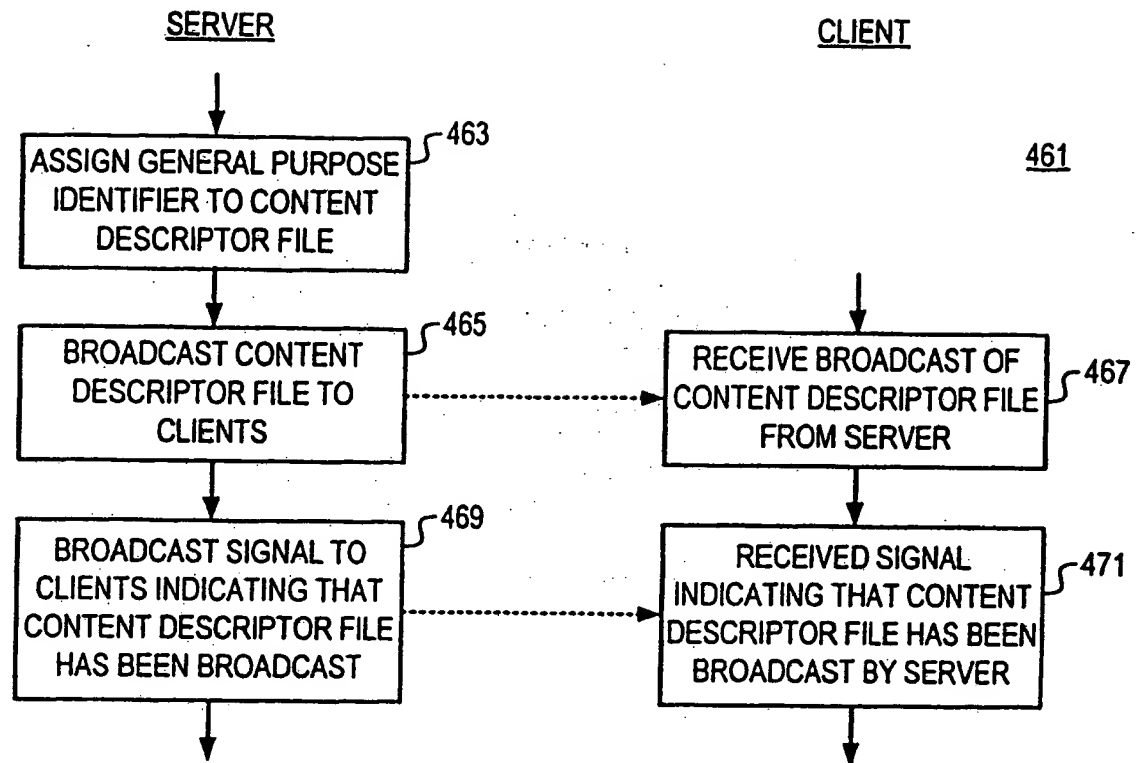 SERVER
CLIENT
461
463
ASSIGN GENERAL PURPOSE
IDENTIFIER TO CONTENT
DESCRIPTOR FILE
465
BROADCAST CONTENT
DESCRIPTOR FILE TO
CLIENTS
467
RECEIVE BROADCAST OF
CONTENT DESCRIPTOR FILE
FROM SERVER
469
BROADCAST SIGNAL TO
CLIENTS INDICATING THAT
CONTENT DESCRIPTOR FILE
HAS BEEN BROADCAST
471
RECEIVED SIGNAL
INDICATING THAT CONTENT
DESCRIPTOR FILE HAS BEEN
BROADCAST BY SERVER